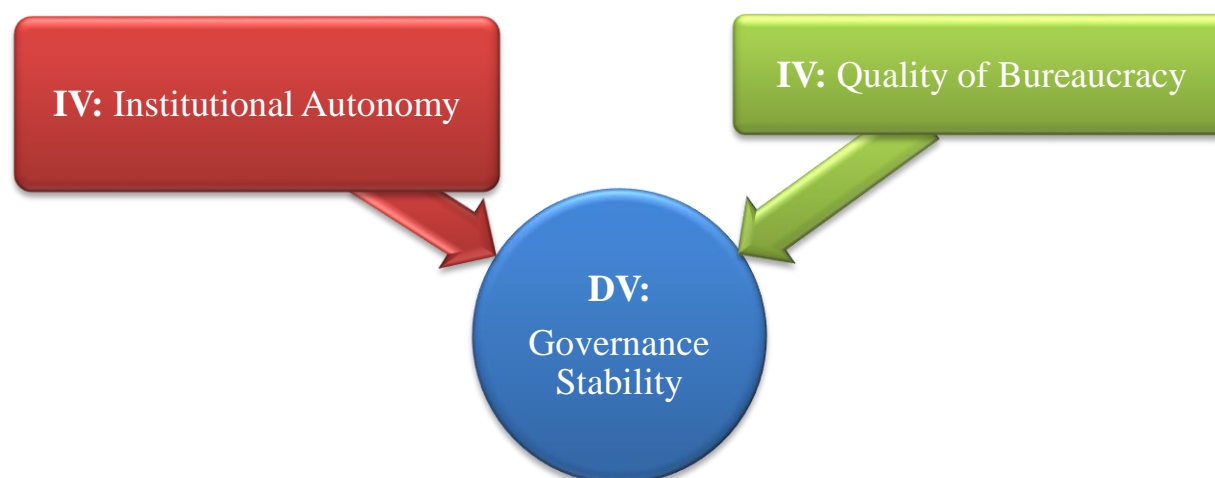 IV: Institutional Autonomy
IV: Quality of Bureaucracy
DV:
Governance
Stability